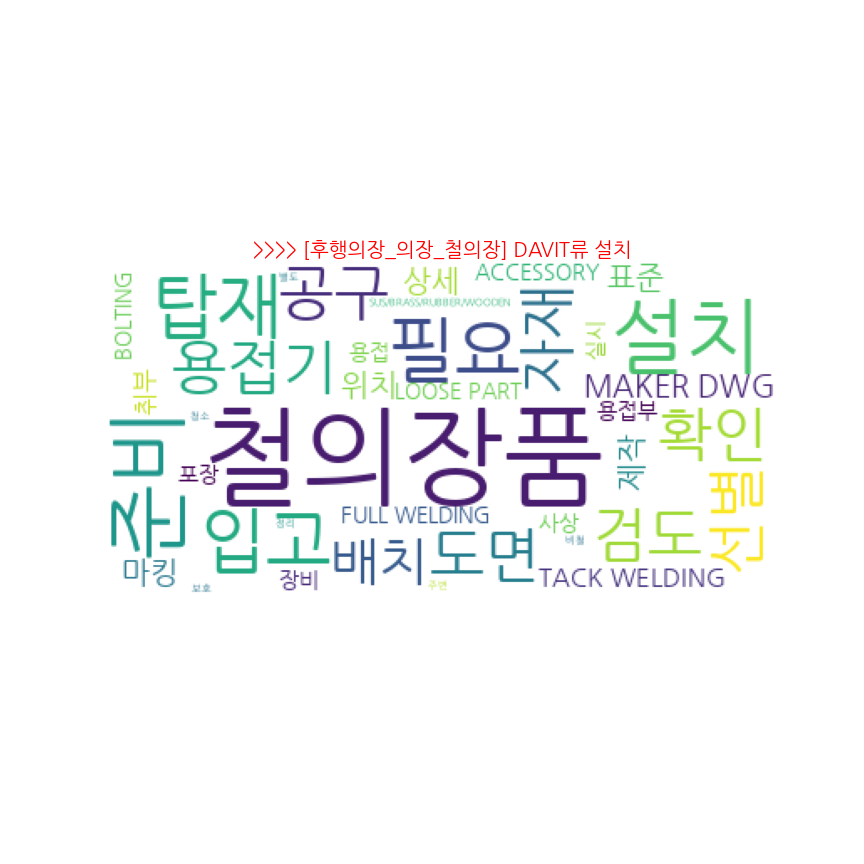 >>>> [후행의장_의장_철의장] DAVIT류 설치
BOLTING
탑재
별도
공구
상세
ACCESSORY
표준
SUS/BRASS/RUBBER/WOODEN
자재
필요
실시
설치
용접기
용접
취부
위치
LOOSE PART
MAKER DWG
준비
청소
철의장품
용접부
확인
포장
제작
선별
입고
정리
FULL WELDING
사상
비철
검도
마킹
배치
도면
장비
TACK WELDING
보호
주변